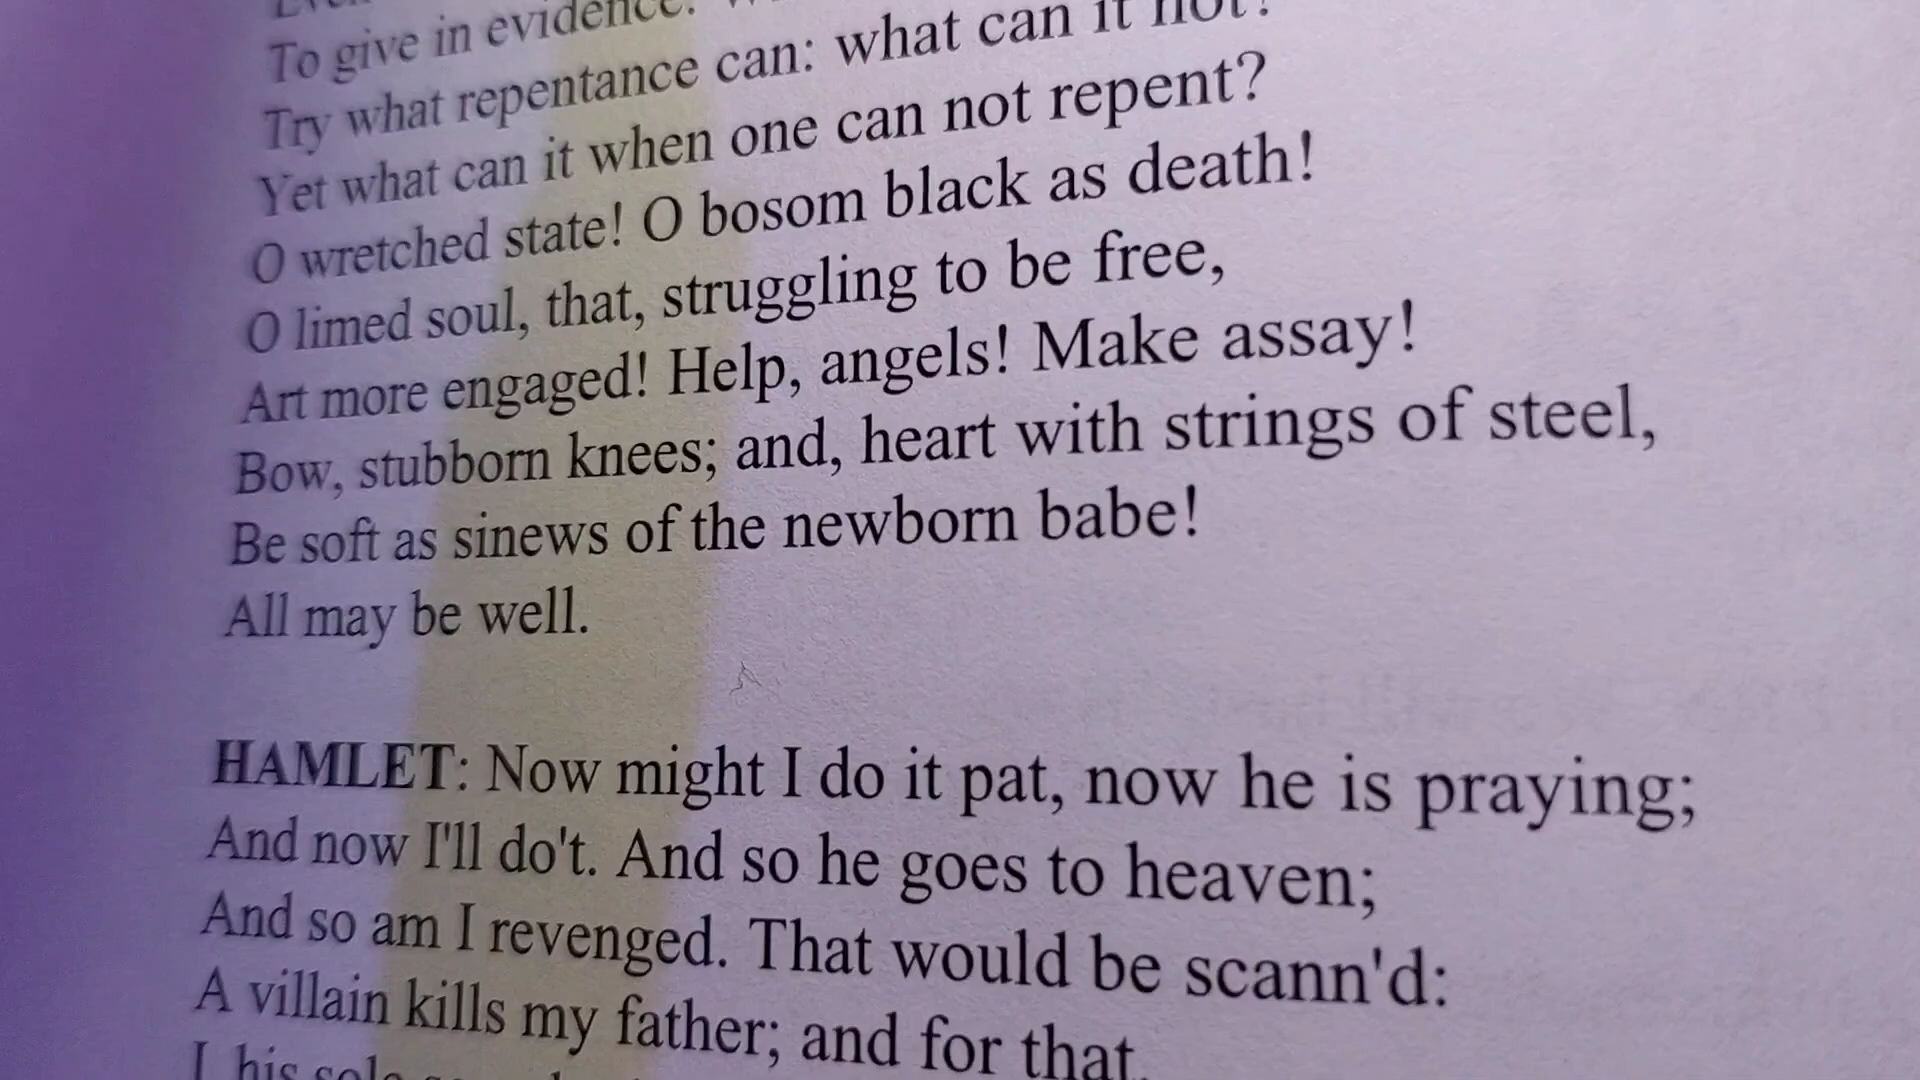 To give in evidence.
Try what repentance can: what can it not?
Yet what can it when one can not repent?
O wretched state! O bosom black as death!
O limed soul, that, struggling to be free,
Art more engaged! Help, angels! Make assay!
Bow, stubborn knees; and, heart with strings of steel,
Be soft as sinews of the newborn babe!
All may be well.
HAMLET: Now might I do it pat, now he is praying;
And now I'll do't. And so he goes to heaven;
And so am I revenged. That would be scann'd:
A villain kills my father; and for that,
I, his sole